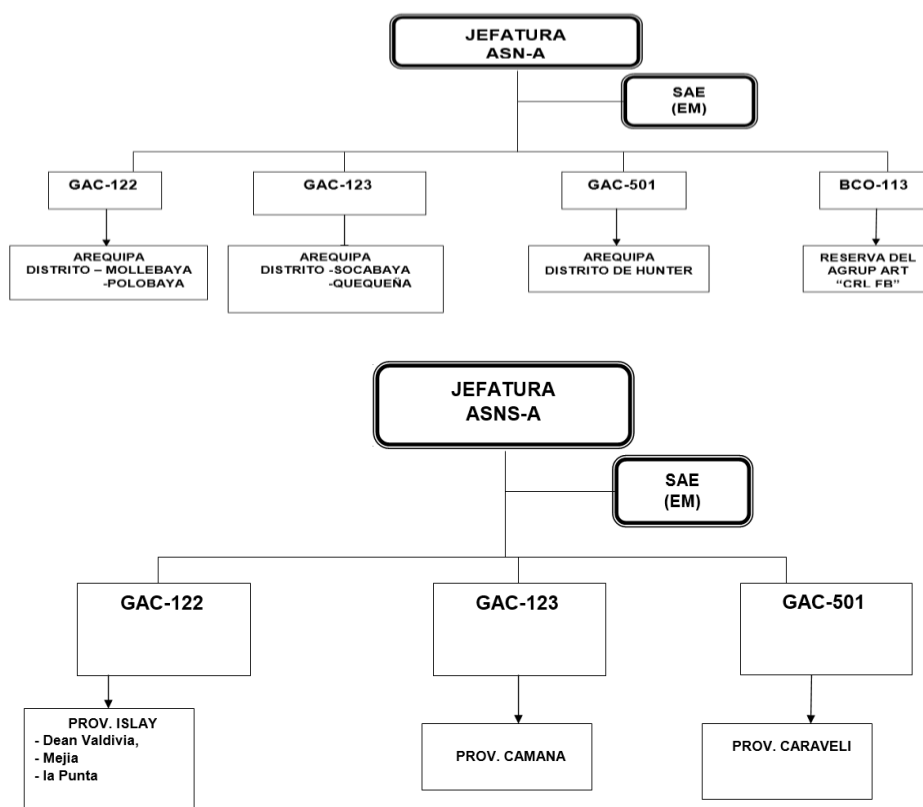 JEFATURA
ASN-A
SAE
(EM)
GAC-122
GAC-123
GAC-501
BCO-113
AREQUIPA
DISTRITO – MOLLEBAYA
-POLOBAYA
AREQUIPA
DISTRITO -SOCABAYA
-QUEQUEÑA
AREQUIPA
DISTRITO DE HUNTER
RESERVA DEL
AGRUP ART
“CRL FB”
JEFATURA
ASNS-A
SAE
(EM)
GAC-122
GAC-123
GAC-501
PROV. ISLAY
- Dean Valdivia,
- Mejia
- la Punta
PROV. CAMANA
PROV. CARAVELI